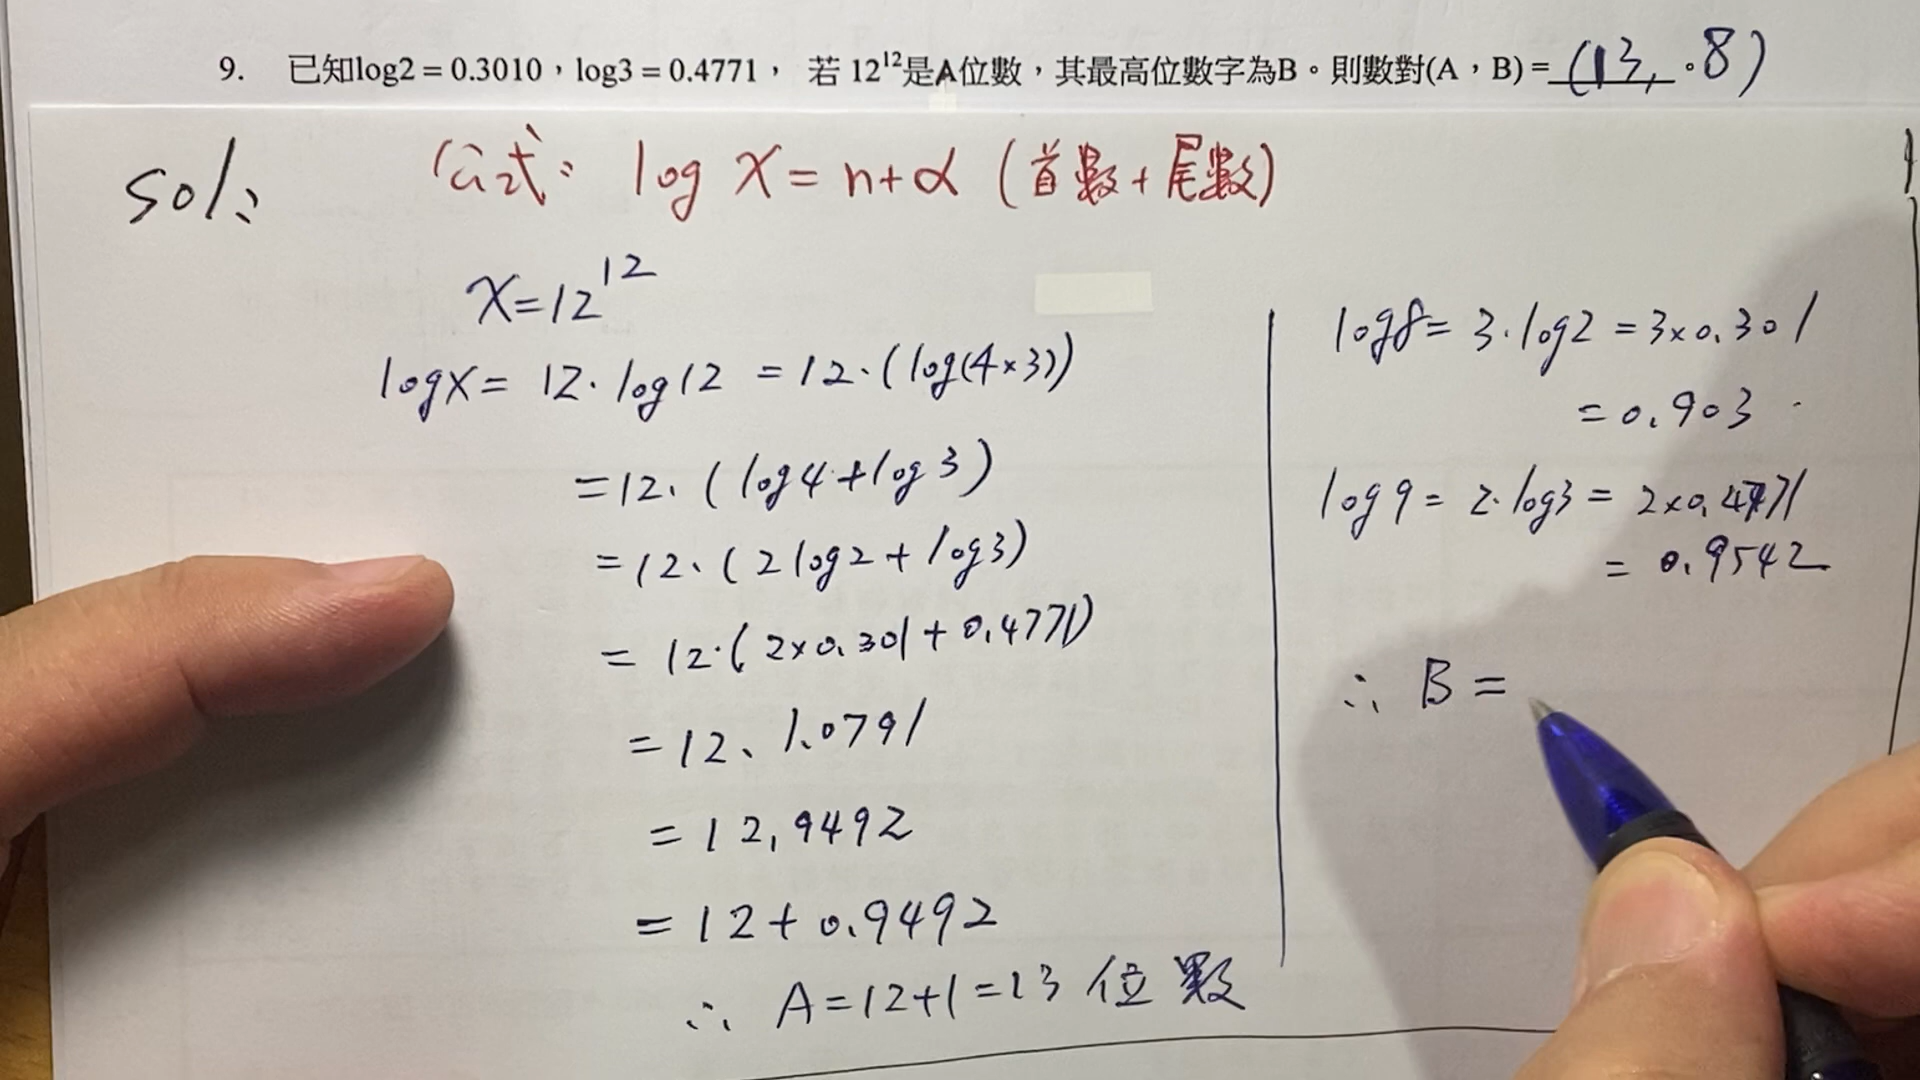 9. 已知log2 = 0.3010，log3 = 0.4771， 若 12¹²是A位數，其最高位數字為B。則數對(A，B) = (13, 8)。
sol:
公式: log X = n+α (首數+尾數)
X=12¹²
logX= 12·log12 = 12·(log(4×3))
=12·(log4+log3)
=12·(2log2+log3)
= 12·(2×0.301+0.4771)
=12·1.0791
=12.9492
=12+0.9492
∴ A=12+1=13 位數
log8= 3·log2 = 3×0.301
= 0.903
log9= 2·log3 = 2×0.4771
= 0.9542
∴ B =